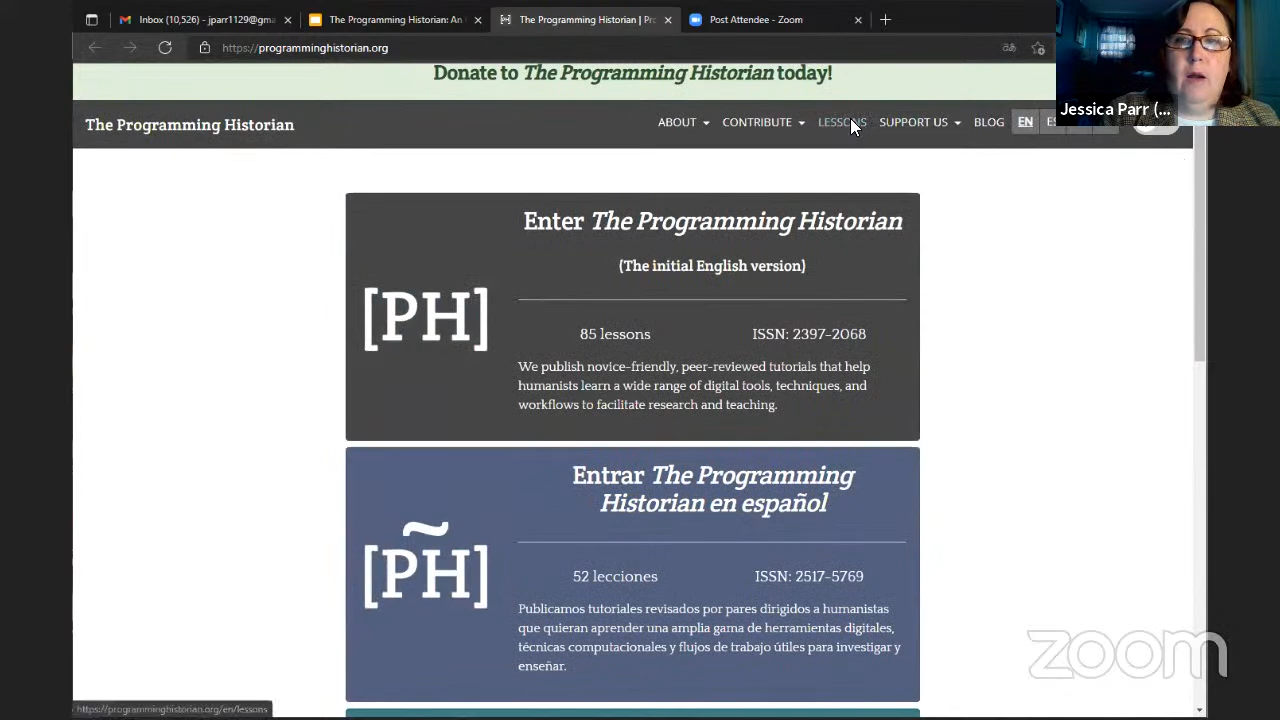 Inbox (10,526) - jparr1129@gma
The Programming Historian: An I
The Programming Historian | Pr
Post Attendee - Zoom
https://programminghistorian.org
Donate to The Programming Historian today!
The Programming Historian
ABOUT
CONTRIBUTE
LESSONS
SUPPORT US
BLOG
EN
ES
Jessica Parr (...
Enter The Programming Historian
(The initial English version)
[PH]
85 lessons
ISSN: 2397-2068
We publish novice-friendly, peer-reviewed tutorials that help
humanists learn a wide range of digital tools, techniques, and
workflows to facilitate research and teaching.
Entrar The Programming
Historian en español
[PH̃]
52 lecciones
ISSN: 2517-5769
Publicamos tutoriales revisados por pares dirigidos a humanistas
que quieran aprender una amplia gama de herramientas digitales,
técnicas computacionales y flujos de trabajo útiles para investigar y
enseñar.
zoom
https://programminghistorian.org/en/lessons